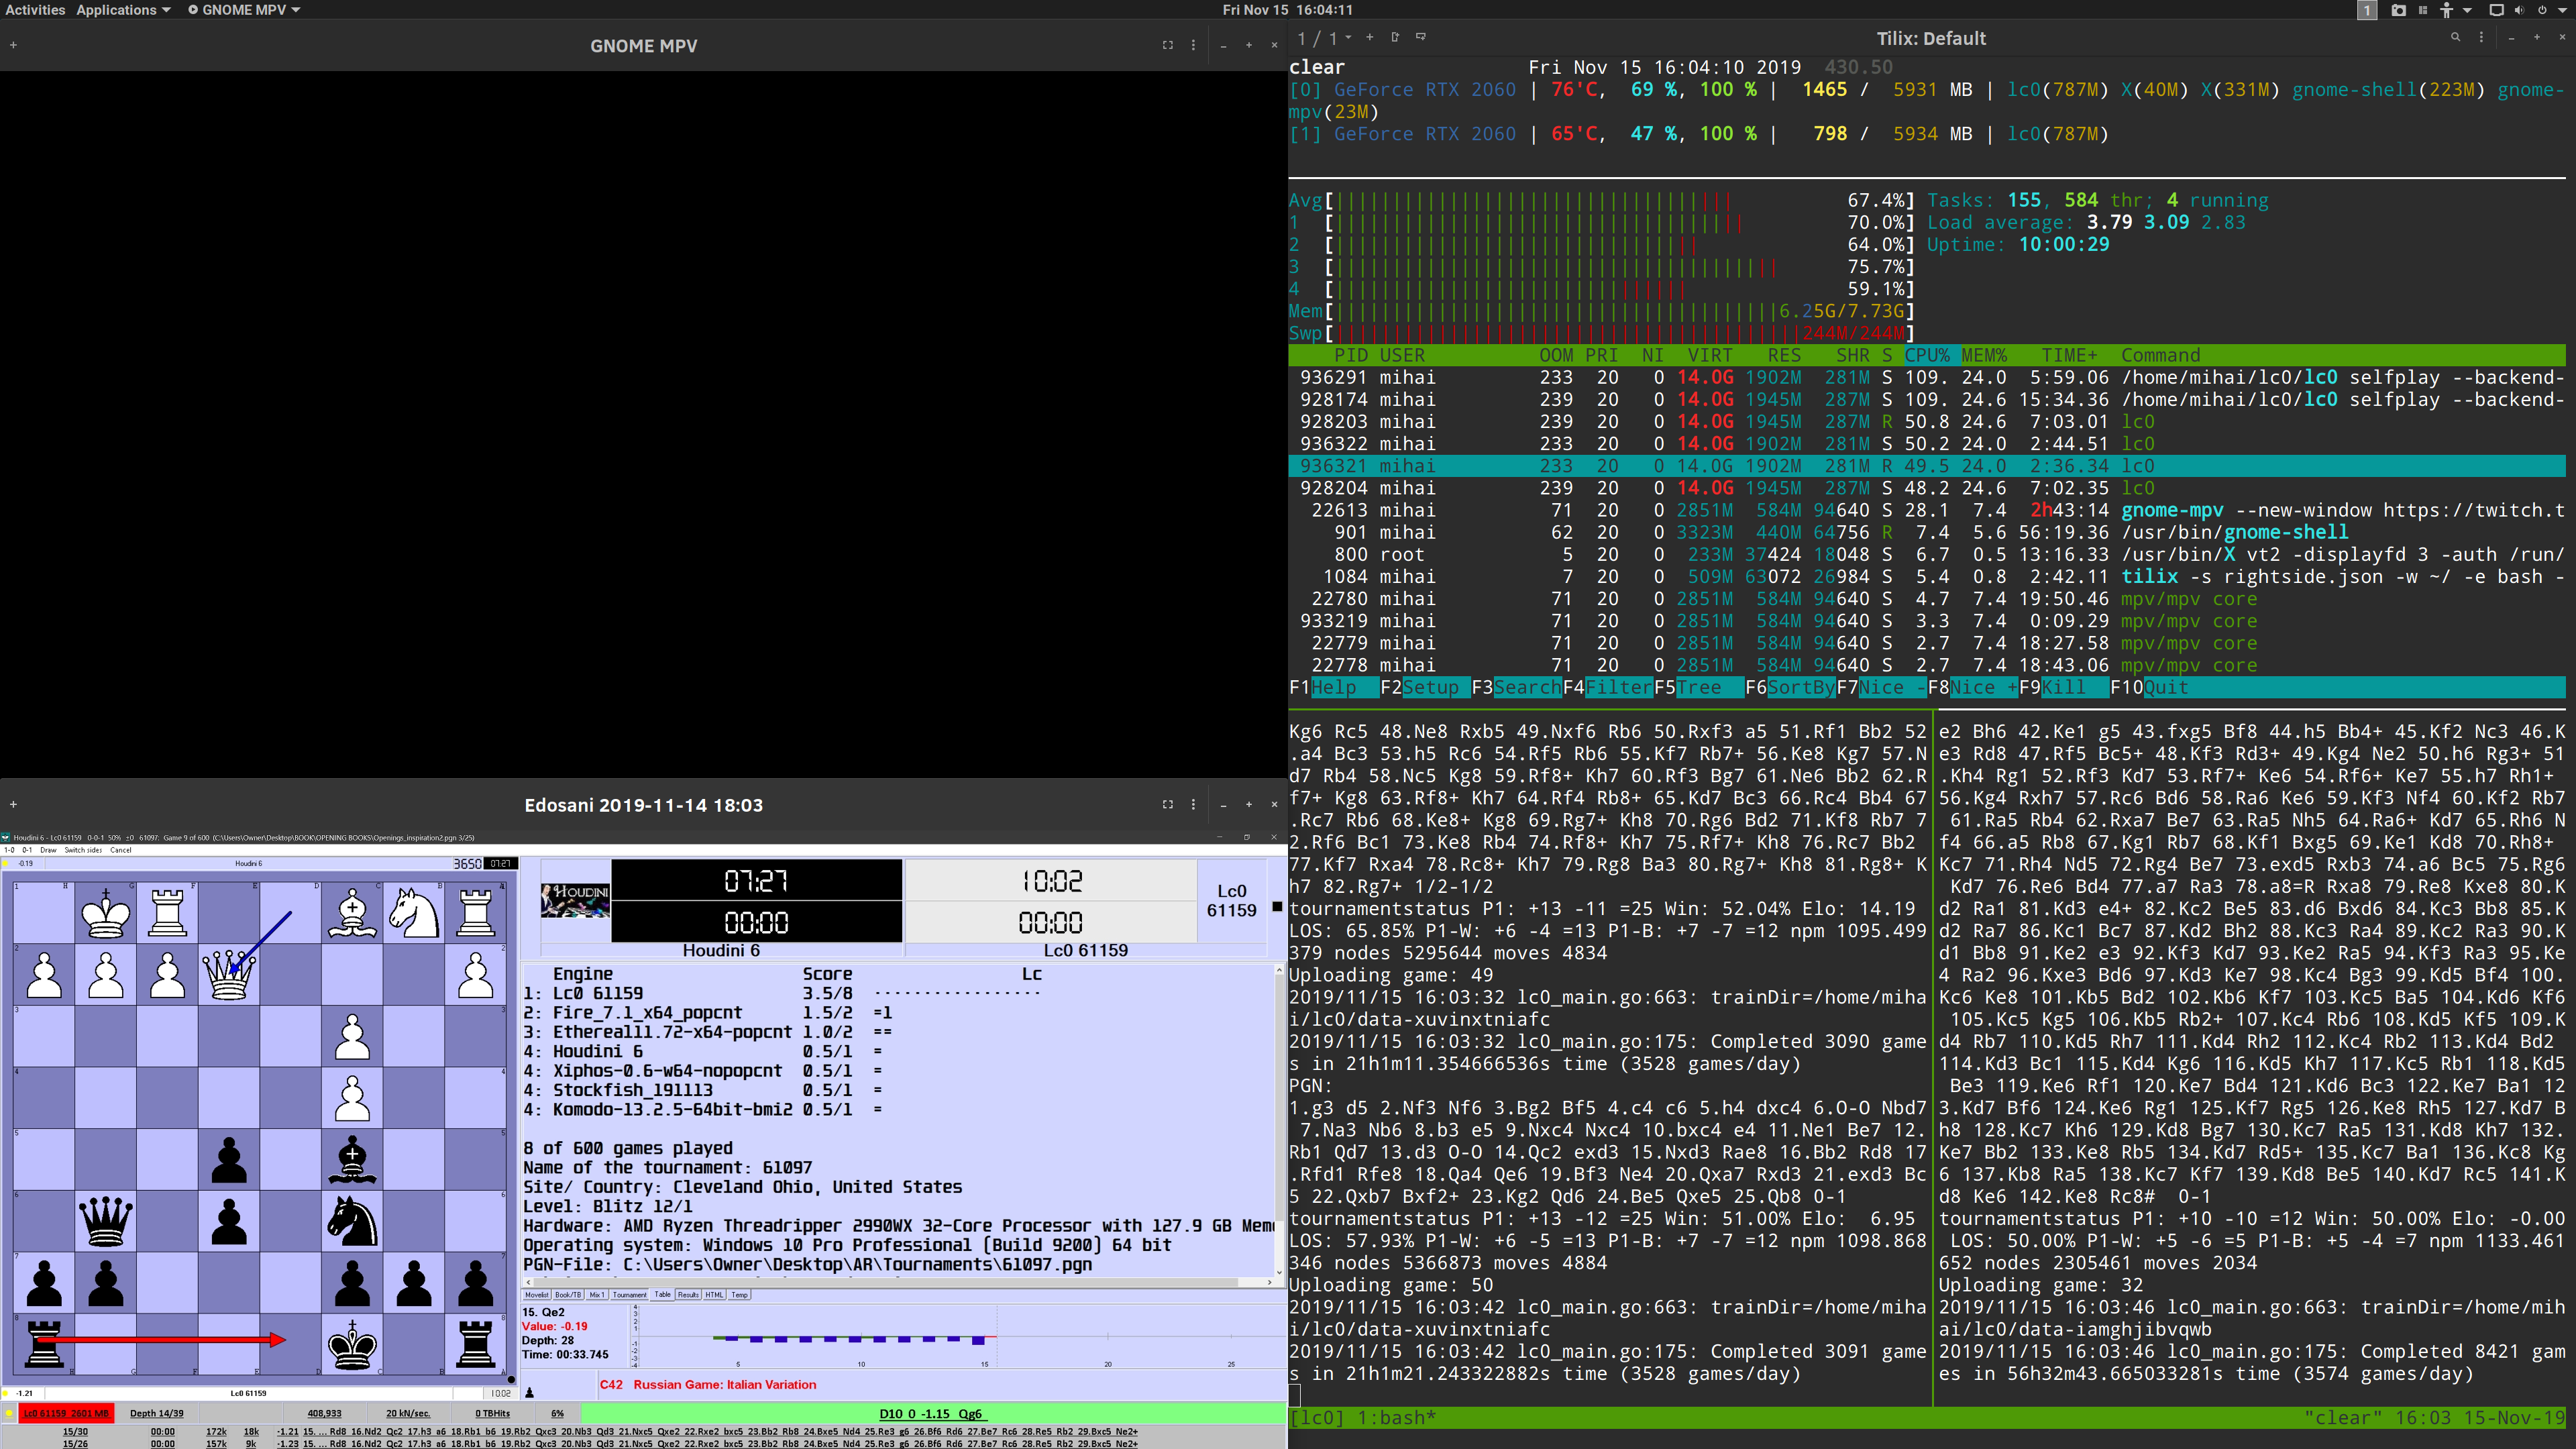 Activities Applications GNOME MPV Fri Nov 15 16:04:11 1
GNOME MPV
1 / 1 Tilix: Default
clear Fri Nov 15 16:04:10 2019 430.50
[0] GeForce RTX 2060 | 76'C, 69 %, 100 % | 1465 / 5931 MB | lc0(787M) X(40M) X(331M) gnome-shell(223M) gnome-
mpv(23M)
[1] GeForce RTX 2060 | 65'C, 47 %, 100 % | 798 / 5934 MB | lc0(787M)
Avg[ 67.4%] Tasks: 155, 584 thr; 4 running
1 [ 70.0%] Load average: 3.79 3.09 2.83
2 [ 64.0%] Uptime: 10:00:29
3 [ 75.7%]
4 [ 59.1%]
Mem[ 6.25G/7.73G]
Swp[ 244M/244M]
PID USER OOM PRI NI VIRT RES SHR S CPU% MEM% TIME+ Command
936291 mihai 233 20 0 14.0G 1902M 281M S 109. 24.0 5:59.06 /home/mihai/lc0/lc0 selfplay --backend-
928174 mihai 239 20 0 14.0G 1945M 287M S 109. 24.6 15:34.36 /home/mihai/lc0/lc0 selfplay --backend-
928203 mihai 239 20 0 14.0G 1945M 287M R 50.8 24.6 7:03.01 lc0
936322 mihai 233 20 0 14.0G 1902M 281M S 50.2 24.0 2:44.51 lc0
936321 mihai 233 20 0 14.0G 1902M 281M R 49.5 24.0 2:36.34 lc0
928204 mihai 239 20 0 14.0G 1945M 287M S 48.2 24.6 7:02.35 lc0
22613 mihai 71 20 0 2851M 584M 94640 S 28.1 7.4 2h43:14 gnome-mpv --new-window https://twitch.t
901 mihai 62 20 0 3323M 440M 64756 R 7.4 5.6 56:19.36 /usr/bin/gnome-shell
800 root 5 20 0 233M 37424 18048 S 6.7 0.5 13:16.33 /usr/bin/X vt2 -displayfd 3 -auth /run/
1084 mihai 7 20 0 509M 63072 26984 S 5.4 0.8 2:42.11 tilix -s rightside.json -w ~/ -e bash -
22780 mihai 71 20 0 2851M 584M 94640 S 4.7 7.4 19:50.46 mpv/mpv core
933219 mihai 71 20 0 2851M 584M 94640 S 3.3 7.4 0:09.29 mpv/mpv core
22779 mihai 71 20 0 2851M 584M 94640 S 2.7 7.4 18:27.58 mpv/mpv core
22778 mihai 71 20 0 2851M 584M 94640 S 2.7 7.4 18:43.06 mpv/mpv core
F1Help F2Setup F3SearchF4FilterF5Tree F6SortByF7Nice -F8Nice +F9Kill F10Quit
Kg6 Rc5 48.Ne8 Rxb5 49.Nxf6 Rb6 50.Rxf3 a5 51.Rf1 Bb2 52
.a4 Bc3 53.h5 Rc6 54.Rf5 Rb6 55.Kf7 Rb7+ 56.Ke8 Kg7 57.N
d7 Rb4 58.Nc5 Kg8 59.Rf8+ Kh7 60.Rf3 Bg7 61.Ne6 Bb2 62.R
f7+ Kg8 63.Rf8+ Kh7 64.Rf4 Rb8+ 65.Kd7 Bc3 66.Rc4 Bb4 67
.Rc7 Rb6 68.Ke8+ Kg8 69.Rg7+ Kh8 70.Rg6 Bd2 71.Kf8 Rb7 7
2.Rf6 Bc1 73.Ke8 Rb4 74.Rf8+ Kh7 75.Rf7+ Kh8 76.Rc7 Bb2
77.Kf7 Rxa4 78.Rc8+ Kh7 79.Rg8 Ba3 80.Rg7+ Kh8 81.Rg8+ K
h7 82.Rg7+ 1/2-1/2
tournamentstatus P1: +13 -11 =25 Win: 52.04% Elo: 14.19
LOS: 65.85% P1-W: +6 -4 =13 P1-B: +7 -7 =12 npm 1095.499
379 nodes 5295644 moves 4834
Uploading game: 49
2019/11/15 16:03:32 lc0_main.go:663: trainDir=/home/miha
i/lc0/data-xuvinxtniafc
2019/11/15 16:03:32 lc0_main.go:175: Completed 3090 game
s in 21h1m11.354666536s time (3528 games/day)
PGN:
1.g3 d5 2.Nf3 Nf6 3.Bg2 Bf5 4.c4 c6 5.h4 dxc4 6.O-O Nbd7
7.Na3 Nb6 8.b3 e5 9.Nxc4 Nxc4 10.bxc4 e4 11.Ne1 Be7 12.
Rb1 Qd7 13.d3 O-O 14.Qc2 exd3 15.Nxd3 Rae8 16.Bb2 Rd8 17
.Rfd1 Rfe8 18.Qa4 Qe6 19.Bf3 Ne4 20.Qxa7 Rxd3 21.exd3 Bc
5 22.Qxb7 Bxf2+ 23.Kg2 Qd6 24.Be5 Qxe5 25.Qb8 0-1
tournamentstatus P1: +13 -12 =25 Win: 51.00% Elo: 6.95
LOS: 57.93% P1-W: +6 -5 =13 P1-B: +7 -7 =12 npm 1098.868
346 nodes 5366873 moves 4884
Uploading game: 50
2019/11/15 16:03:42 lc0_main.go:663: trainDir=/home/miha
i/lc0/data-xuvinxtniafc
2019/11/15 16:03:42 lc0_main.go:175: Completed 3091 game
s in 21h1m21.243322882s time (3528 games/day)
e2 Bh6 42.Ke1 g5 43.fxg5 Bf8 44.h5 Bb4+ 45.Kf2 Nc3 46.K
e3 Rd8 47.Rf5 Bc5+ 48.Kf3 Rd3+ 49.Kg4 Ne2 50.h6 Rg3+ 51
.Kh4 Rg1 52.Rf3 Kd7 53.Rf7+ Ke6 54.Rf6+ Ke7 55.h7 Rh1+
56.Kg4 Rxh7 57.Rc6 Bd6 58.Ra6 Ke6 59.Kf3 Nf4 60.Kf2 Rb7
61.Ra5 Rb4 62.Rxa7 Be7 63.Ra5 Nh5 64.Ra6+ Kd7 65.Rh6 N
f4 66.a5 Rb8 67.Kg1 Rb7 68.Kf1 Bxg5 69.Ke1 Kd8 70.Rh8+
Kc7 71.Rh4 Nd5 72.Rg4 Be7 73.exd5 Rxb3 74.a6 Bc5 75.Rg6
Kd7 76.Re6 Bd4 77.a7 Ra3 78.a8=R Rxa8 79.Re8 Kxe8 80.K
d2 Ra1 81.Kd3 e4+ 82.Kc2 Be5 83.d6 Bxd6 84.Kc3 Bb8 85.K
d2 Ra7 86.Kc1 Bc7 87.Kd2 Bh2 88.Kc3 Ra4 89.Kc2 Ra3 90.K
d1 Bb8 91.Ke2 e3 92.Kf3 Kd7 93.Ke2 Ra5 94.Kf3 Ra3 95.Ke
4 Ra2 96.Kxe3 Bd6 97.Kd3 Ke7 98.Kc4 Bg3 99.Kd5 Bf4 100.
Kc6 Ke8 101.Kb5 Bd2 102.Kb6 Kf7 103.Kc5 Ba5 104.Kd6 Kf6
105.Kc5 Kg5 106.Kb5 Rb2+ 107.Kc4 Rb6 108.Kd5 Kf5 109.K
d4 Rb7 110.Kd5 Rh7 111.Kd4 Rh2 112.Kc4 Rb2 113.Kd4 Bd2
114.Kd3 Bc1 115.Kd4 Kg6 116.Kd5 Kh7 117.Kc5 Rb1 118.Kd5
Be3 119.Ke6 Rf1 120.Ke7 Bd4 121.Kd6 Bc3 122.Ke7 Ba1 12
3.Kd7 Bf6 124.Ke6 Rg1 125.Kf7 Rg5 126.Ke8 Rh5 127.Kd7 B
h8 128.Kc7 Kh6 129.Kd8 Bg7 130.Kc7 Ra5 131.Kd8 Kh7 132.
Ke7 Bb2 133.Ke8 Rb5 134.Kd7 Rd5+ 135.Kc7 Ba1 136.Kc8 Kg
6 137.Kb8 Ra5 138.Kc7 Kf7 139.Kd8 Be5 140.Kd7 Rc5 141.K
d8 Ke6 142.Ke8 Rc8# 0-1
tournamentstatus P1: +10 -10 =12 Win: 50.00% Elo: -0.00
LOS: 50.00% P1-W: +5 -6 =5 P1-B: +5 -4 =7 npm 1133.461
652 nodes 2305461 moves 2034
Uploading game: 32
2019/11/15 16:03:46 lc0_main.go:663: trainDir=/home/mih
ai/lc0/data-iamghjibvqwb
2019/11/15 16:03:46 lc0_main.go:175: Completed 8421 gam
es in 56h32m43.665033281s time (3574 games/day)
[lc0] 1:bash* "clear" 16:03 15-Nov-19
Edosani 2019-11-14 18:03
Houdini 6 - Lc0 61159 0-0-1 50% ±0 61097: Game 9 of 600 (C:\Users\Owner\Desktop\BOOK\OPENING BOOKS\Openings_inspiration2.pgn 3/25)
1-0 0-1 Draw Switch sides Cancel
-0.19 Houdini 6 3650 07:27
07:27 10:02
00:00 00:00
HOUDINI Lc0 61159
Houdini 6 Lc0 61159
Engine Score Lc
1: Lc0 61159 3.5/8 - - - - - - - - - - - - - - - - -
2: Fire_7.1_x64_popcnt 1.5/2 =1
3: Ethereal11.72-x64-popcnt 1.0/2 ==
4: Houdini 6 0.5/1 =
4: Xiphos-0.6-w64-nopopcnt 0.5/1 =
4: Stockfish_191113 0.5/1 =
4: Komodo-13.2.5-64bit-bmi2 0.5/1 =
8 of 600 games played
Name of the tournament: 61097
Site/ Country: Cleveland Ohio, United States
Level: Blitz 12/1
Hardware: AMD Ryzen Threadripper 2990WX 32-Core Processor with 127.9 GB Mem
Operating system: Windows 10 Pro Professional (Build 9200) 64 bit
PGN-File: C:\Users\Owner\Desktop\AR\Tournaments\61097.pgn
Movelist Book/TB Mix 1 Tournament Table Results HTML Temp
15. Qe2
Value: -0.19
Depth: 28
Time: 00:33.745
5 10 15 20 25
C42 Russian Game: Italian Variation
-1.21 Lc0 61159 10:02
Lc0 61159 2601 MB Depth 14/39 408,933 20 kN/sec. 0 TBHits 6% D10 0 -1.15 Qg6
15/30 00:00 172k 18k -1.21 15. ... Rd8 16.Nd2 Qc2 17.h3 a6 18.Rb1 b6 19.Rb2 Qxc3 20.Nb3 Qd3 21.Nxc5 Qxe2 22.Rxe2 bxc5 23.Bb2 Rb8 24.Bxe5 Nd4 25.Re3 g6 26.Bf6 Rd6 27.Be7 Rc6 28.Re5 Rb2 29.Bxc5 Ne2+
15/26 00:00 157k 9k -1.23 15. ... Rd8 16.Nd2 Qc2 17.h3 a6 18.Rb1 b6 19.Rb2 Qxc3 20.Nb3 Qd3 21.Nxc5 Qxe2 22.Rxe2 bxc5 23.Bb2 Rb8 24.Bxe5 Nd4 25.Re3 g6 26.Bf6 Rd6 27.Be7 Rc6 28.Re5 Rb2 29.Bxc5 Ne2+